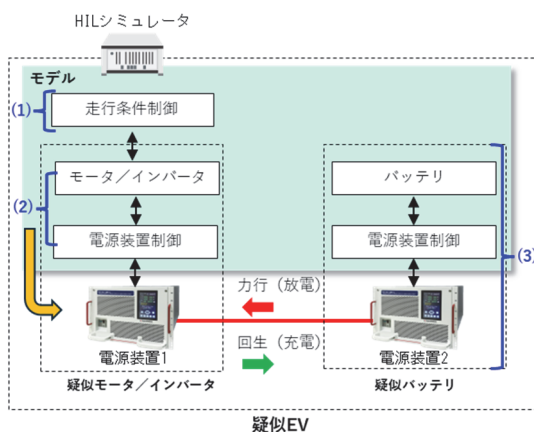 HILシミュレータ
モデル
(1)
走行条件制御
モータ／インバータ
バッテリ
(2)
電源装置制御
電源装置制御
(3)
力行（放電）
回生（充電）
電源装置1
電源装置2
疑似モータ／インバータ
疑似バッテリ
疑似EV